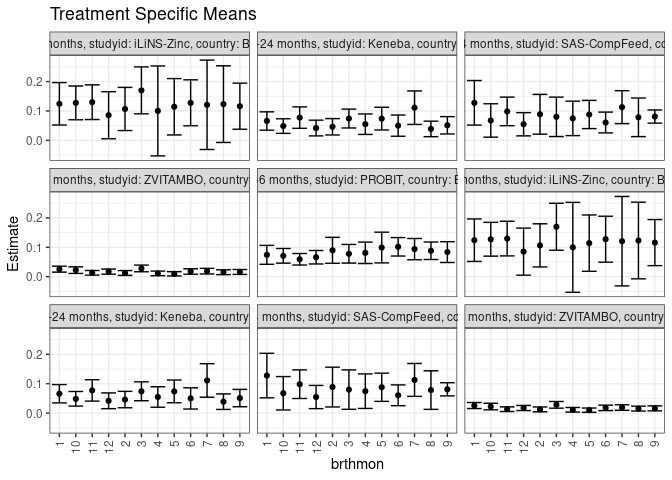 Treatment Specific Means
months, studyid: iLiNS-Zinc, country: B
-24 months, studyid: Keneba, country
months, studyid: SAS-CompFeed, co
months, studyid: ZVITAMBO, country
-6 months, studyid: PROBIT, country: B
months, studyid: iLiNS-Zinc, country: B
-24 months, studyid: Keneba, country
months, studyid: SAS-CompFeed, co
months, studyid: ZVITAMBO, country
Estimate
0.2
0.1
0.0
0.2
0.1
0.0
0.2
0.1
0.0
1 10 11 12 2 3 4 5 6 7 8 9
1 10 11 12 2 3 4 5 6 7 8 9
1 10 11 12 2 3 4 5 6 7 8 9
brthmon